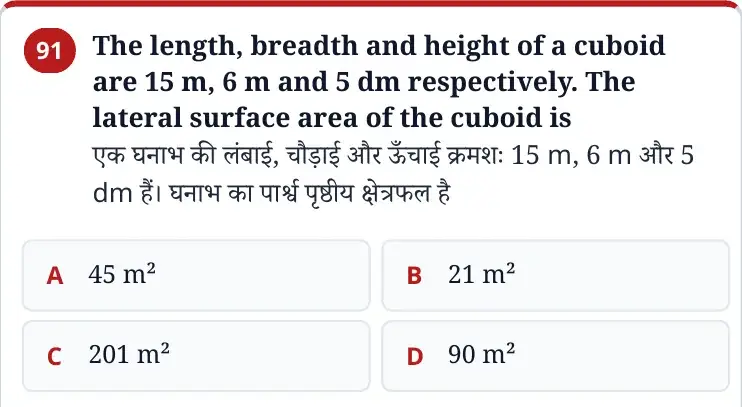 91 The length, breadth and height of a cuboid
are 15 m, 6 m and 5 dm respectively. The
lateral surface area of the cuboid is
एक घनाभ की लंबाई, चौड़ाई और ऊँचाई क्रमशः 15 m, 6 m और 5
dm हैं। घनाभ का पार्श्व पृष्ठीय क्षेत्रफल है
A 45 m²
B 21 m²
C 201 m²
D 90 m²